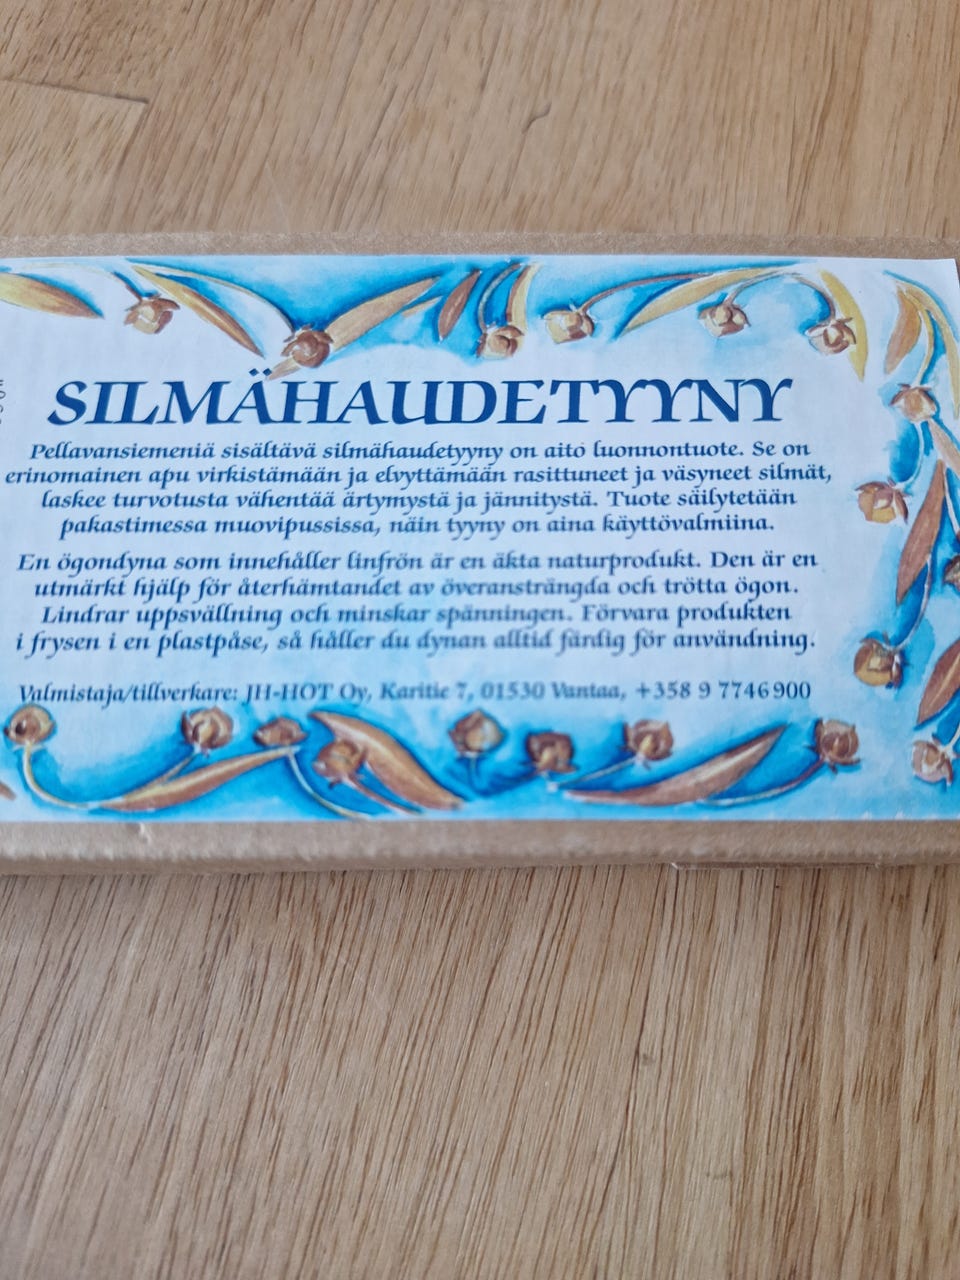 SILMÄHAUDETYYNY
Pellavansiemeniä sisältävä silmähaudetyyny on aito luonnontuote. Se on
erinomainen apu virkistämään ja elvyttämään rasittuneet ja väsyneet silmät,
laskee turvotusta vähentää ärtymystä ja jännitystä. Tuote säilytetään
pakastimessa muovipussissa, näin tyyny on aina käyttövalmiina.
En ögondyna som innehåller linfrön är en äkta naturprodukt. Den är en
utmärkt hjälp för återhämtandet av överansträngda och trötta ögon.
Lindrar uppsvällning och minskar spänningen. Förvara produkten
i frysen i en plastpåse, så håller du dynan alltid färdig för användning.
Valmistaja/tillverkare: JH-HOT Oy, Karitie 7, 01530 Vantaa, +358 9 7746 900